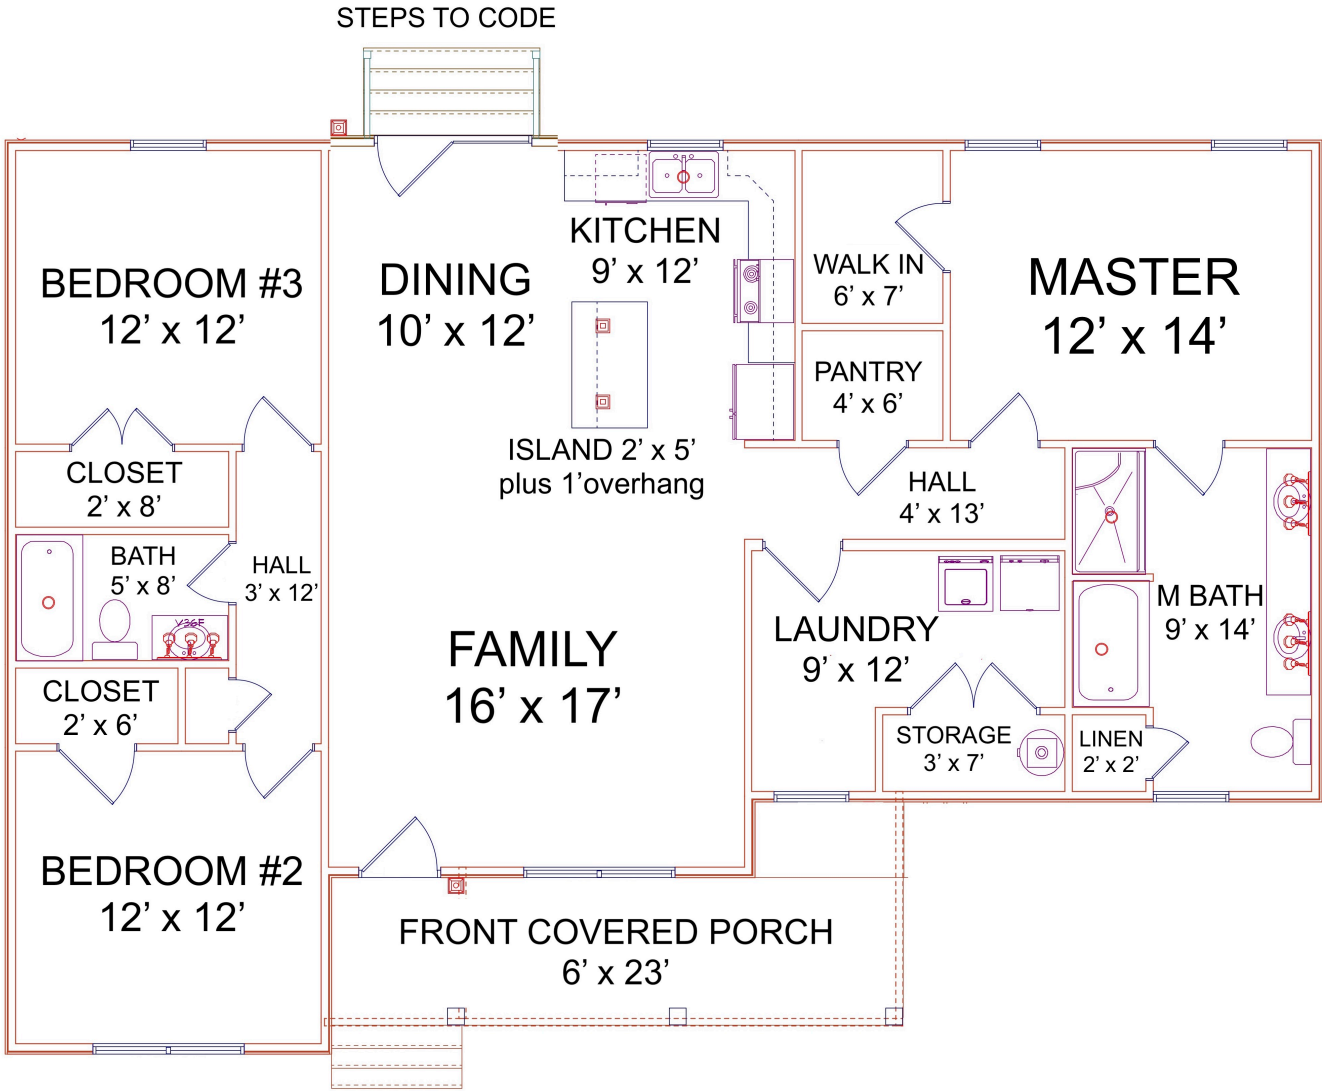 STEPS TO CODE
BEDROOM #3
12’ x 12’
DINING
10’ x 12’
KITCHEN
9’ x 12’
WALK IN
6’ x 7’
MASTER
12’ x 14’
PANTRY
4’ x 6’
ISLAND 2’ x 5’
plus 1’overhang
CLOSET
2’ x 8’
HALL
4’ x 13’
BATH
5’ x 8’
V36F
HALL
3’ x 12’
FAMILY
16’ x 17’
LAUNDRY
9’ x 12’
M BATH
9’ x 14’
CLOSET
2’ x 6’
STORAGE
3’ x 7’
LINEN
2’ x 2’
BEDROOM #2
12’ x 12’
FRONT COVERED PORCH
6’ x 23’